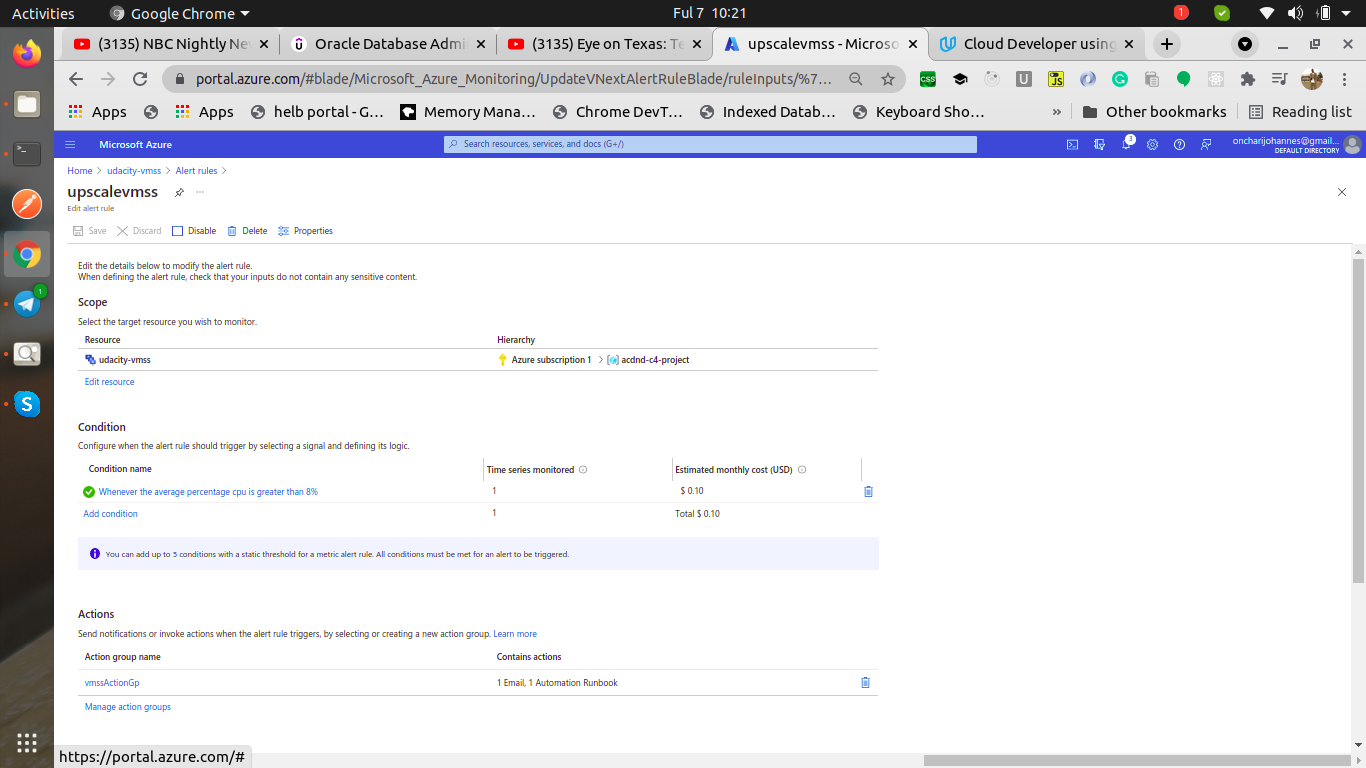 Activities Google Chrome Ful 7 10:21 1
(3135) NBC Nightly Ne Oracle Database Admi (3135) Eye on Texas: Te upscalevmss - Microso Cloud Developer using
portal.azure.com/#blade/Microsoft_Azure_Monitoring/UpdateVNextAlertRuleBlade/ruleInputs/%7...
Apps Apps helb portal - G... Memory Mana... Chrome DevT... Indexed Datab... Keyboard Sho... » Other bookmarks Reading list
Microsoft Azure Search resources, services, and docs (G+/) 3 oncharijohannes@gmail...
DEFAULT DIRECTORY
Home > udacity-vmss > Alert rules >
upscalevmss ...
Edit alert rule
Save Discard Disable Delete Properties
Edit the details below to modify the alert rule.
When defining the alert rule, check that your inputs do not contain any sensitive content.
Scope
Select the target resource you wish to monitor.
Resource Hierarchy
udacity-vmss Azure subscription 1 > acdnd-c4-project
Edit resource
Condition
Configure when the alert rule should trigger by selecting a signal and defining its logic.
Condition name Time series monitored Estimated monthly cost (USD)
Whenever the average percentage cpu is greater than 8% 1 $ 0.10
Add condition 1 Total $ 0.10
You can add up to 5 conditions with a static threshold for a metric alert rule. All conditions must be met for an alert to be triggered.
Actions
Send notifications or invoke actions when the alert rule triggers, by selecting or creating a new action group. Learn more
Action group name Contains actions
vmssActionGp 1 Email, 1 Automation Runbook
Manage action groups
https://portal.azure.com/#